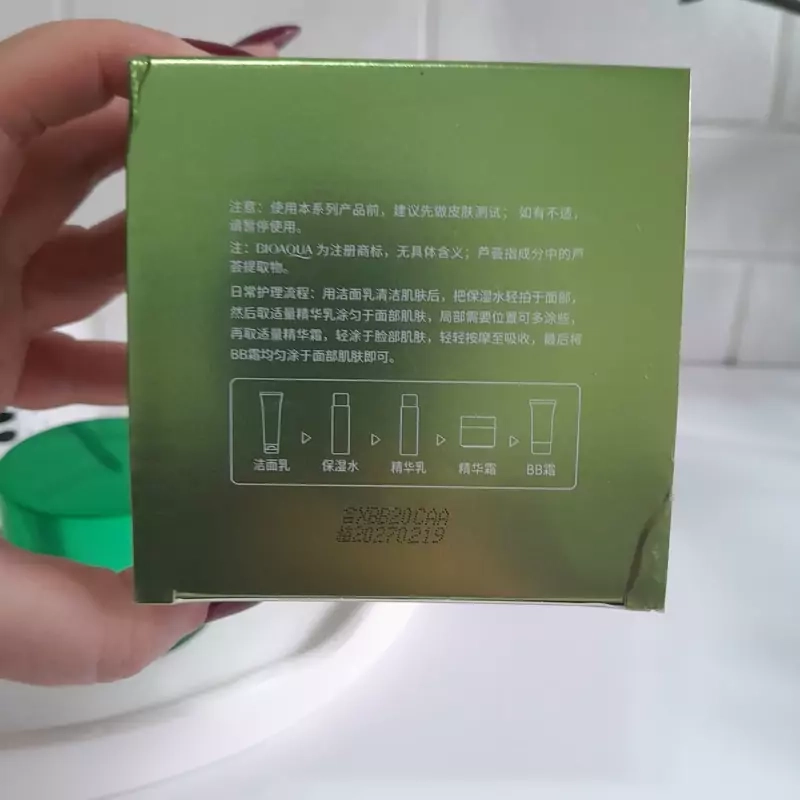 注意：使用本系列产品前，建议先做皮肤测试；如有不适，
请暂停使用。
注：BIOAQUA 为注册商标，无具体含义；芦荟指成分中的芦
荟提取物。
日常护理流程：用洁面乳清洁肌肤后，把保湿水轻拍于面部，
然后取适量精华乳涂匀于面部肌肤，局部需要位置可多涂些，
再取适量精华霜，轻涂于脸部肌肤，轻轻按摩至吸收，最后将
BB霜均匀涂于面部肌肤即可。
洁面乳 保湿水 精华乳 精华霜 BB霜
合XBB20CAA
20270219